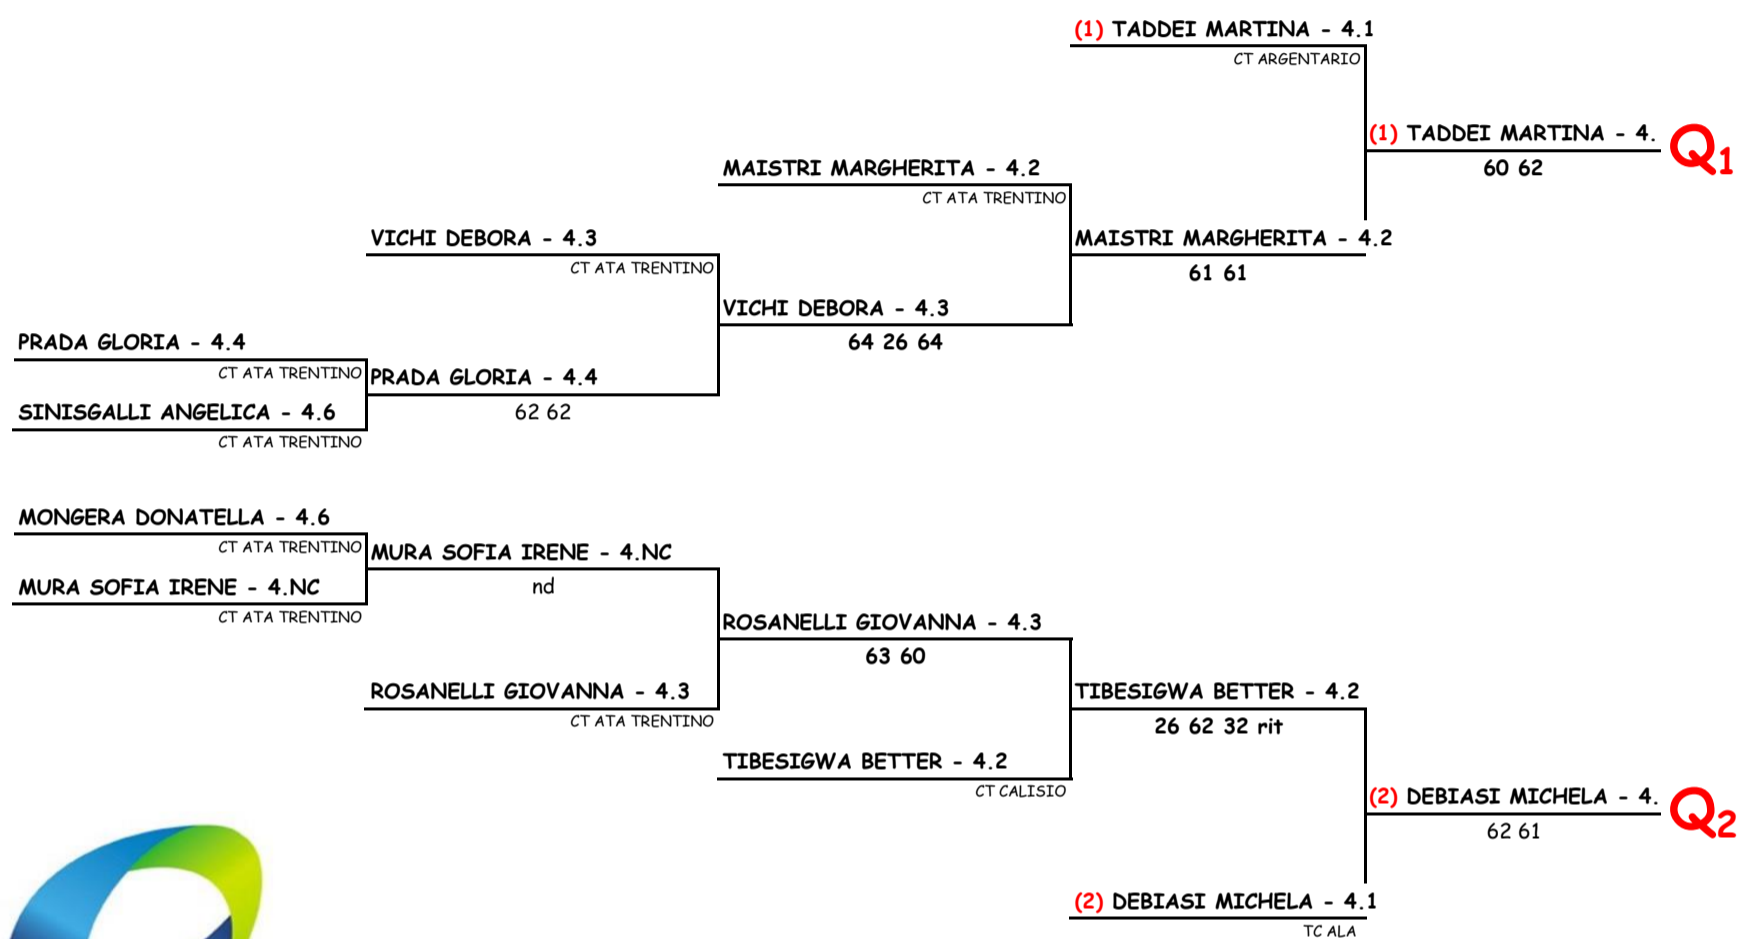 (1) TADDEI MARTINA - 4.1
CT ARGENTARIO
(1) TADDEI MARTINA - 4.
Q1
60 62
MAISTRI MARGHERITA - 4.2
CT ATA TRENTINO
VICHI DEBORA - 4.3
CT ATA TRENTINO
MAISTRI MARGHERITA - 4.2
61 61
VICHI DEBORA - 4.3
64 26 64
PRADA GLORIA - 4.4
CT ATA TRENTINO
PRADA GLORIA - 4.4
62 62
SINISGALLI ANGELICA - 4.6
CT ATA TRENTINO
MONGERA DONATELLA - 4.6
CT ATA TRENTINO
MURA SOFIA IRENE - 4.NC
nd
MURA SOFIA IRENE - 4.NC
CT ATA TRENTINO
ROSANELLI GIOVANNA - 4.3
63 60
ROSANELLI GIOVANNA - 4.3
CT ATA TRENTINO
TIBESIGWA BETTER - 4.2
26 62 32 rit
TIBESIGWA BETTER - 4.2
CT CALISIO
(2) DEBIASI MICHELA - 4.
Q2
62 61
(2) DEBIASI MICHELA - 4.1
TC ALA